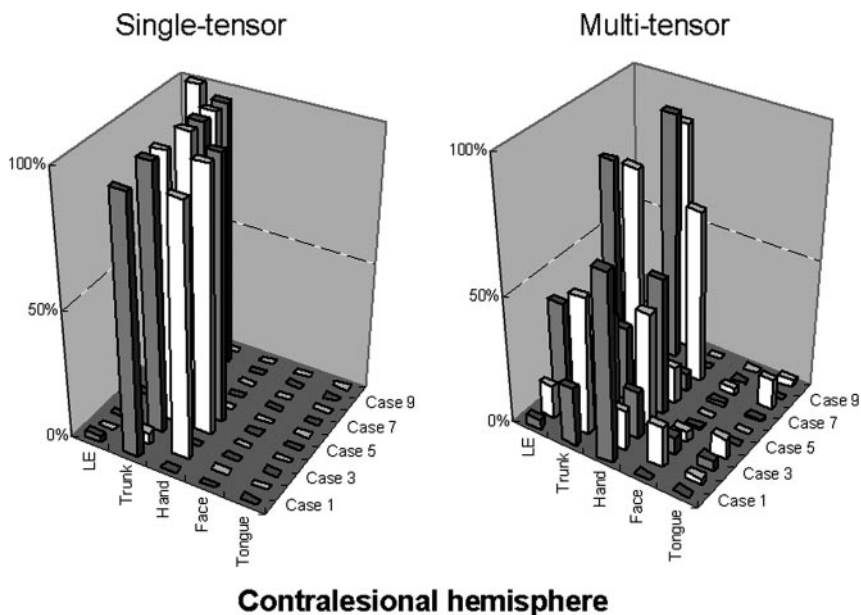 Single-tensor
Multi-tensor
100%
50%
0%
LE
Trunk
Hand
Face
Tongue
Case 1
Case 3
Case 5
Case 7
Case 9
100%
50%
0%
LE
Trunk
Hand
Face
Tongue
Case 1
Case 3
Case 5
Case 7
Case 9
Contralesional hemisphere